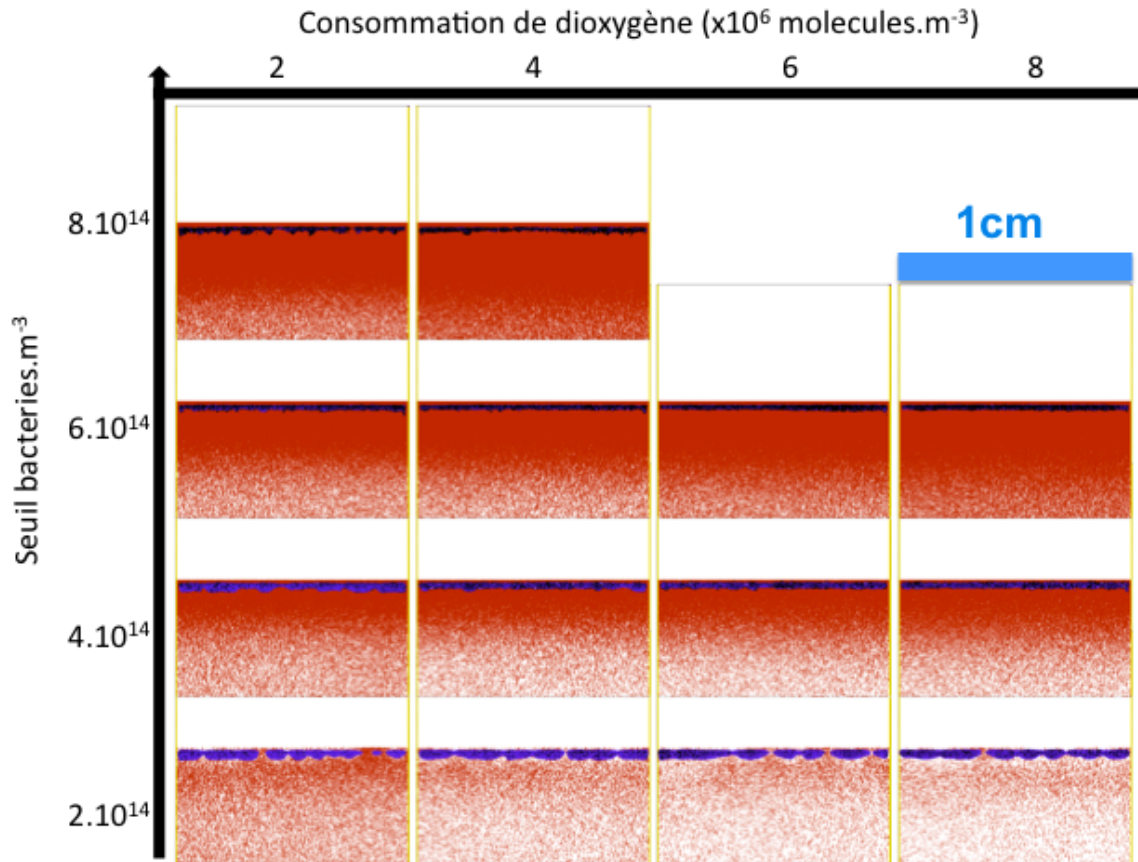 Consommation de dioxygène (x10⁶ molecules.m⁻³)
2 4 6 8
8.10¹⁴
1cm
6.10¹⁴
Seuil bacteries.m⁻³
4.10¹⁴
2.10¹⁴